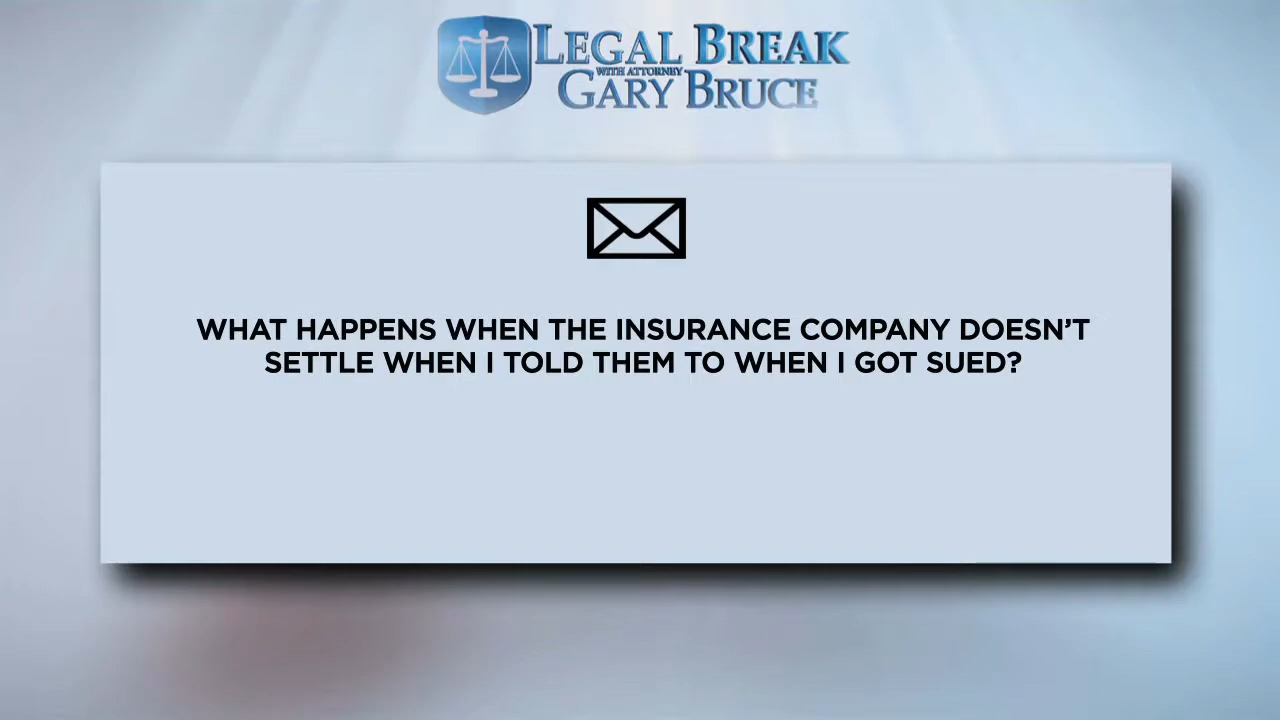 LEGAL BREAK
WITH ATTORNEY
GARY BRUCE
WHAT HAPPENS WHEN THE INSURANCE COMPANY DOESN’T
SETTLE WHEN I TOLD THEM TO WHEN I GOT SUED?